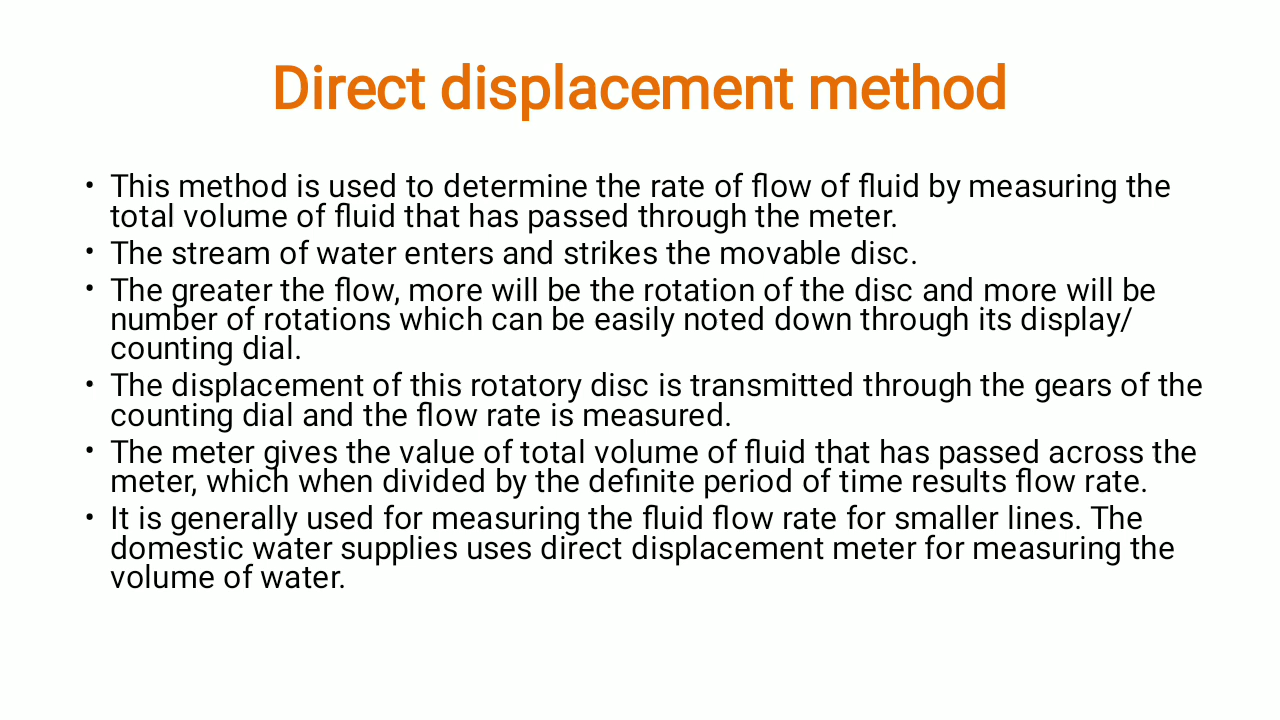 Direct displacement method
• This method is used to determine the rate of flow of fluid by measuring the
total volume of fluid that has passed through the meter.
• The stream of water enters and strikes the movable disc.
• The greater the flow, more will be the rotation of the disc and more will be
number of rotations which can be easily noted down through its display/
counting dial.
• The displacement of this rotatory disc is transmitted through the gears of the
counting dial and the flow rate is measured.
• The meter gives the value of total volume of fluid that has passed across the
meter, which when divided by the definite period of time results flow rate.
• It is generally used for measuring the fluid flow rate for smaller lines. The
domestic water supplies uses direct displacement meter for measuring the
volume of water.